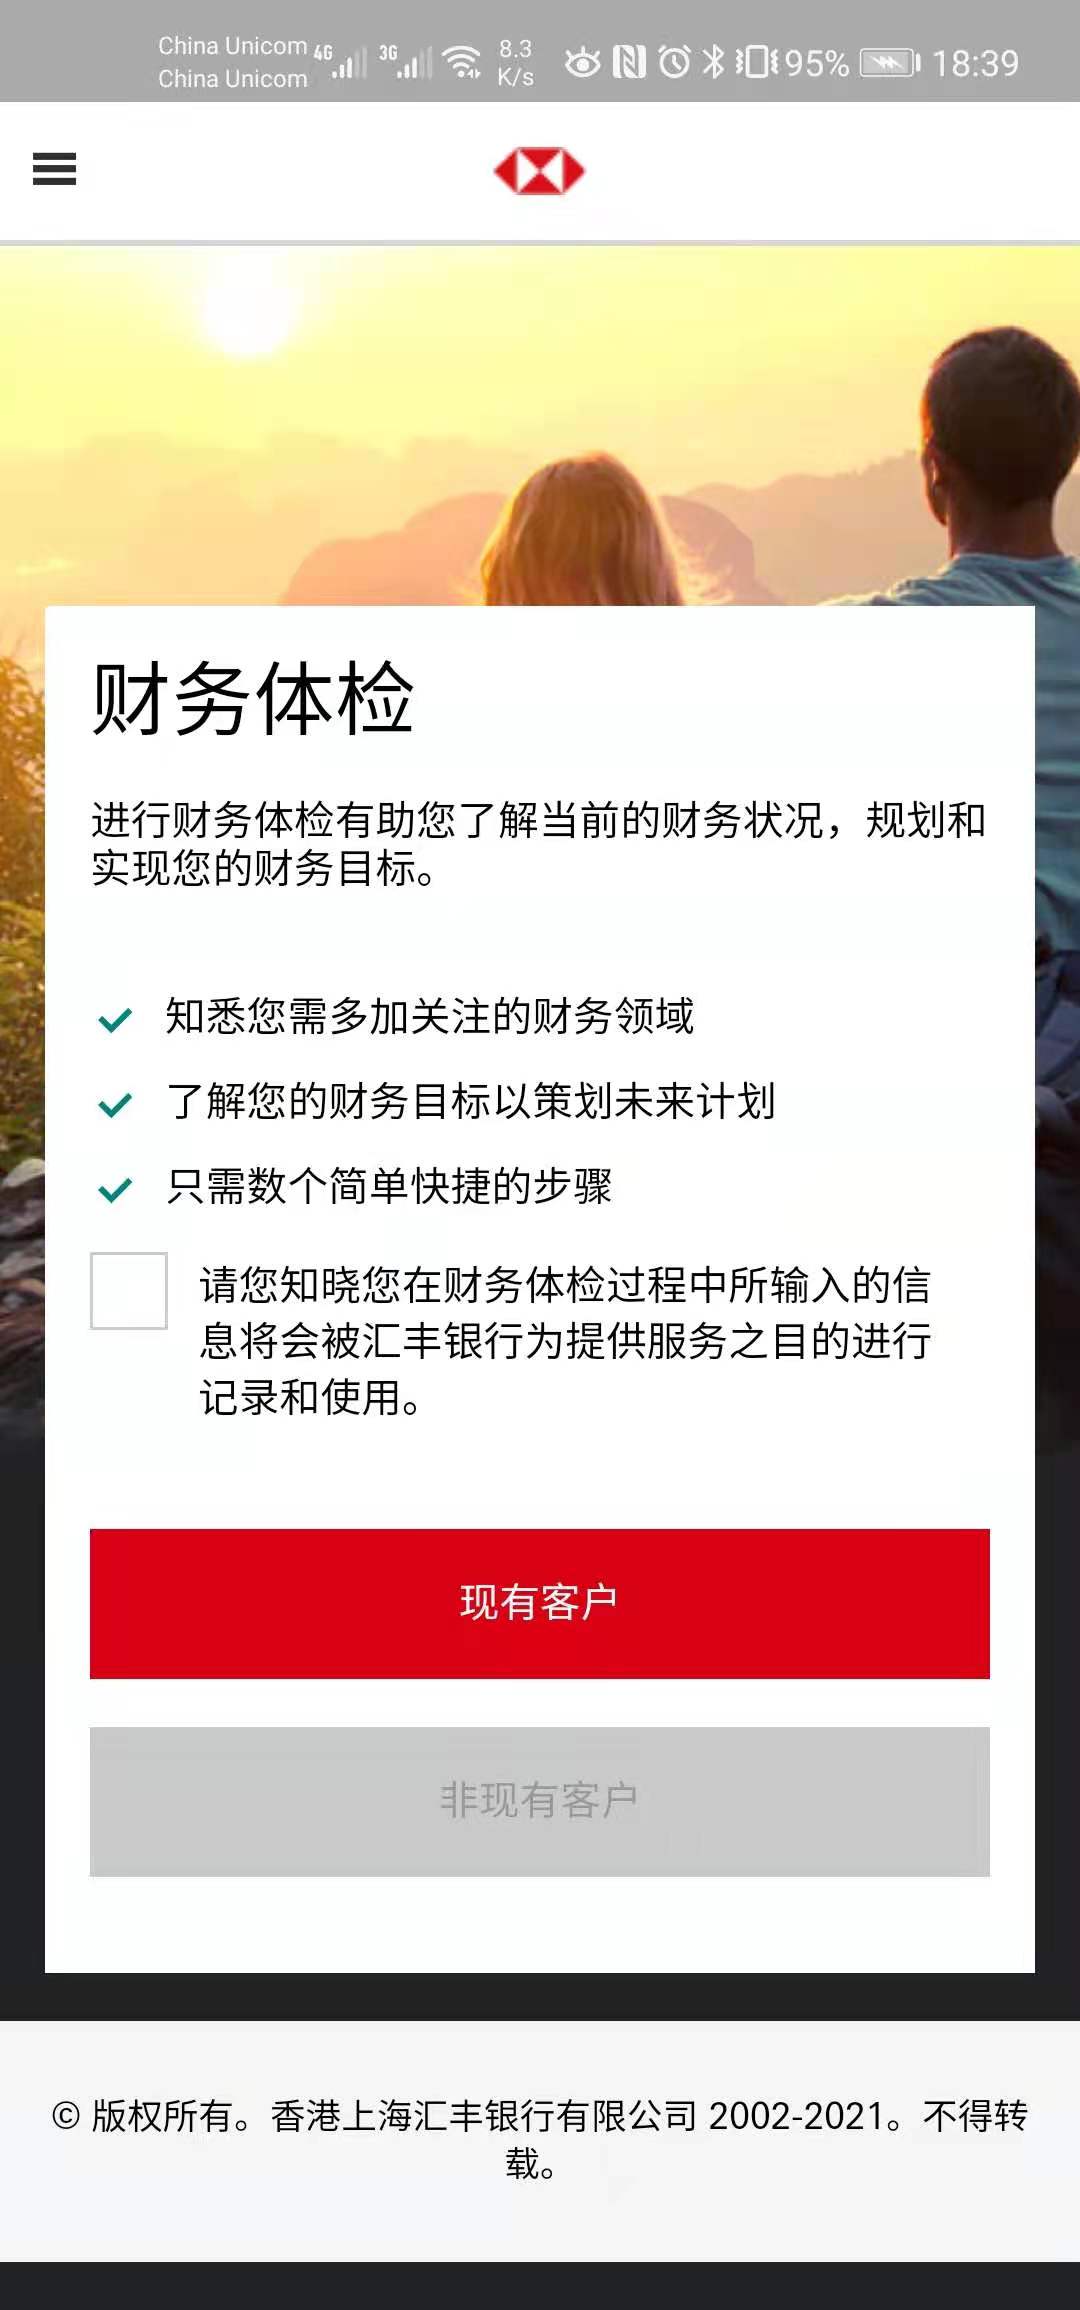 China Unicom 4G 3G 8.3 K/s 95% 18:39
China Unicom
财务体检
进行财务体检有助您了解当前的财务状况，规划和
实现您的财务目标。
知悉您需多加关注的财务领域
了解您的财务目标以策划未来计划
只需数个简单快捷的步骤
请您知晓您在财务体检过程中所输入的信
息将会被汇丰银行为提供服务之目的进行
记录和使用。
现有客户
非现有客户
© 版权所有。香港上海汇丰银行有限公司 2002-2021。不得转
载。